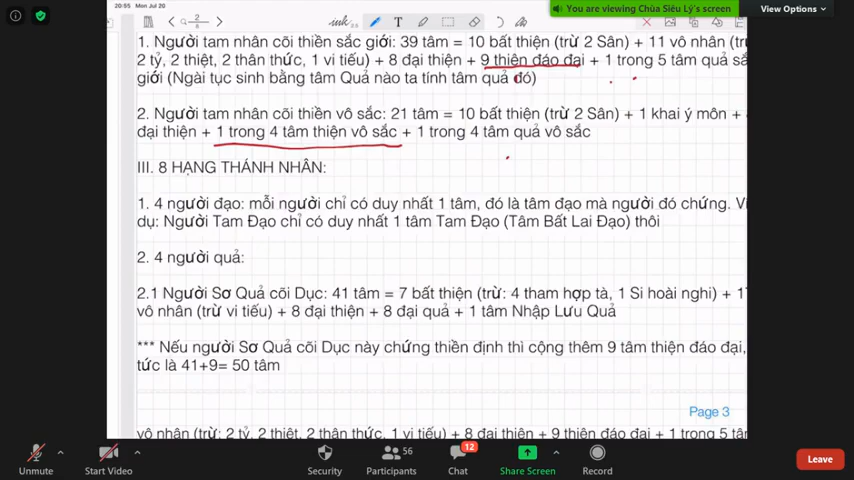 20:55 Mon Jul 20
You are viewing Chùa Siêu Lý's screen
View Options
2
8
1. Người tam nhân cõi thiền sắc giới: 39 tâm = 10 bất thiện (trừ 2 Sân) + 11 vô nhân (trừ
2 tỷ, 2 thiệt, 2 thân thức, 1 vi tiếu) + 8 đại thiện + 9 thiện đáo đại + 1 trong 5 tâm quả sắ
giới (Ngài tục sinh bằng tâm Quả nào ta tính tâm quả đó)
2. Người tam nhân cõi thiền vô sắc: 21 tâm = 10 bất thiện (trừ 2 Sân) + 1 khai ý môn +
đại thiện + 1 trong 4 tâm thiện vô sắc + 1 trong 4 tâm quả vô sắc
III. 8 HẠNG THÁNH NHÂN:
1. 4 người đạo: mỗi người chỉ có duy nhất 1 tâm, đó là tâm đạo mà người đó chứng. Ví
dụ: Người Tam Đạo chỉ có duy nhất 1 tâm Tam Đạo (Tâm Bất Lai Đạo) thôi
2. 4 người quả:
2.1 Người Sơ Quả cõi Dục: 41 tâm = 7 bất thiện (trừ: 4 tham hợp tà, 1 Si hoài nghi) + 17
vô nhân (trừ vi tiếu) + 8 đại thiện + 8 đại quả + 1 tâm Nhập Lưu Quả
*** Nếu người Sơ Quả cõi Dục này chứng thiền định thì cộng thêm 9 tâm thiện đáo đại,
tức là 41+9= 50 tâm
Page 3
vô nhân (trừ: 2 tỷ, 2 thiệt, 2 thân thức, 1 vi tiếu) + 8 đại thiện + 9 thiện đáo đại + 1 trong 5 tâm
Unmute
Start Video
Security
56
Participants
12
Chat
Share Screen
Record
Leave